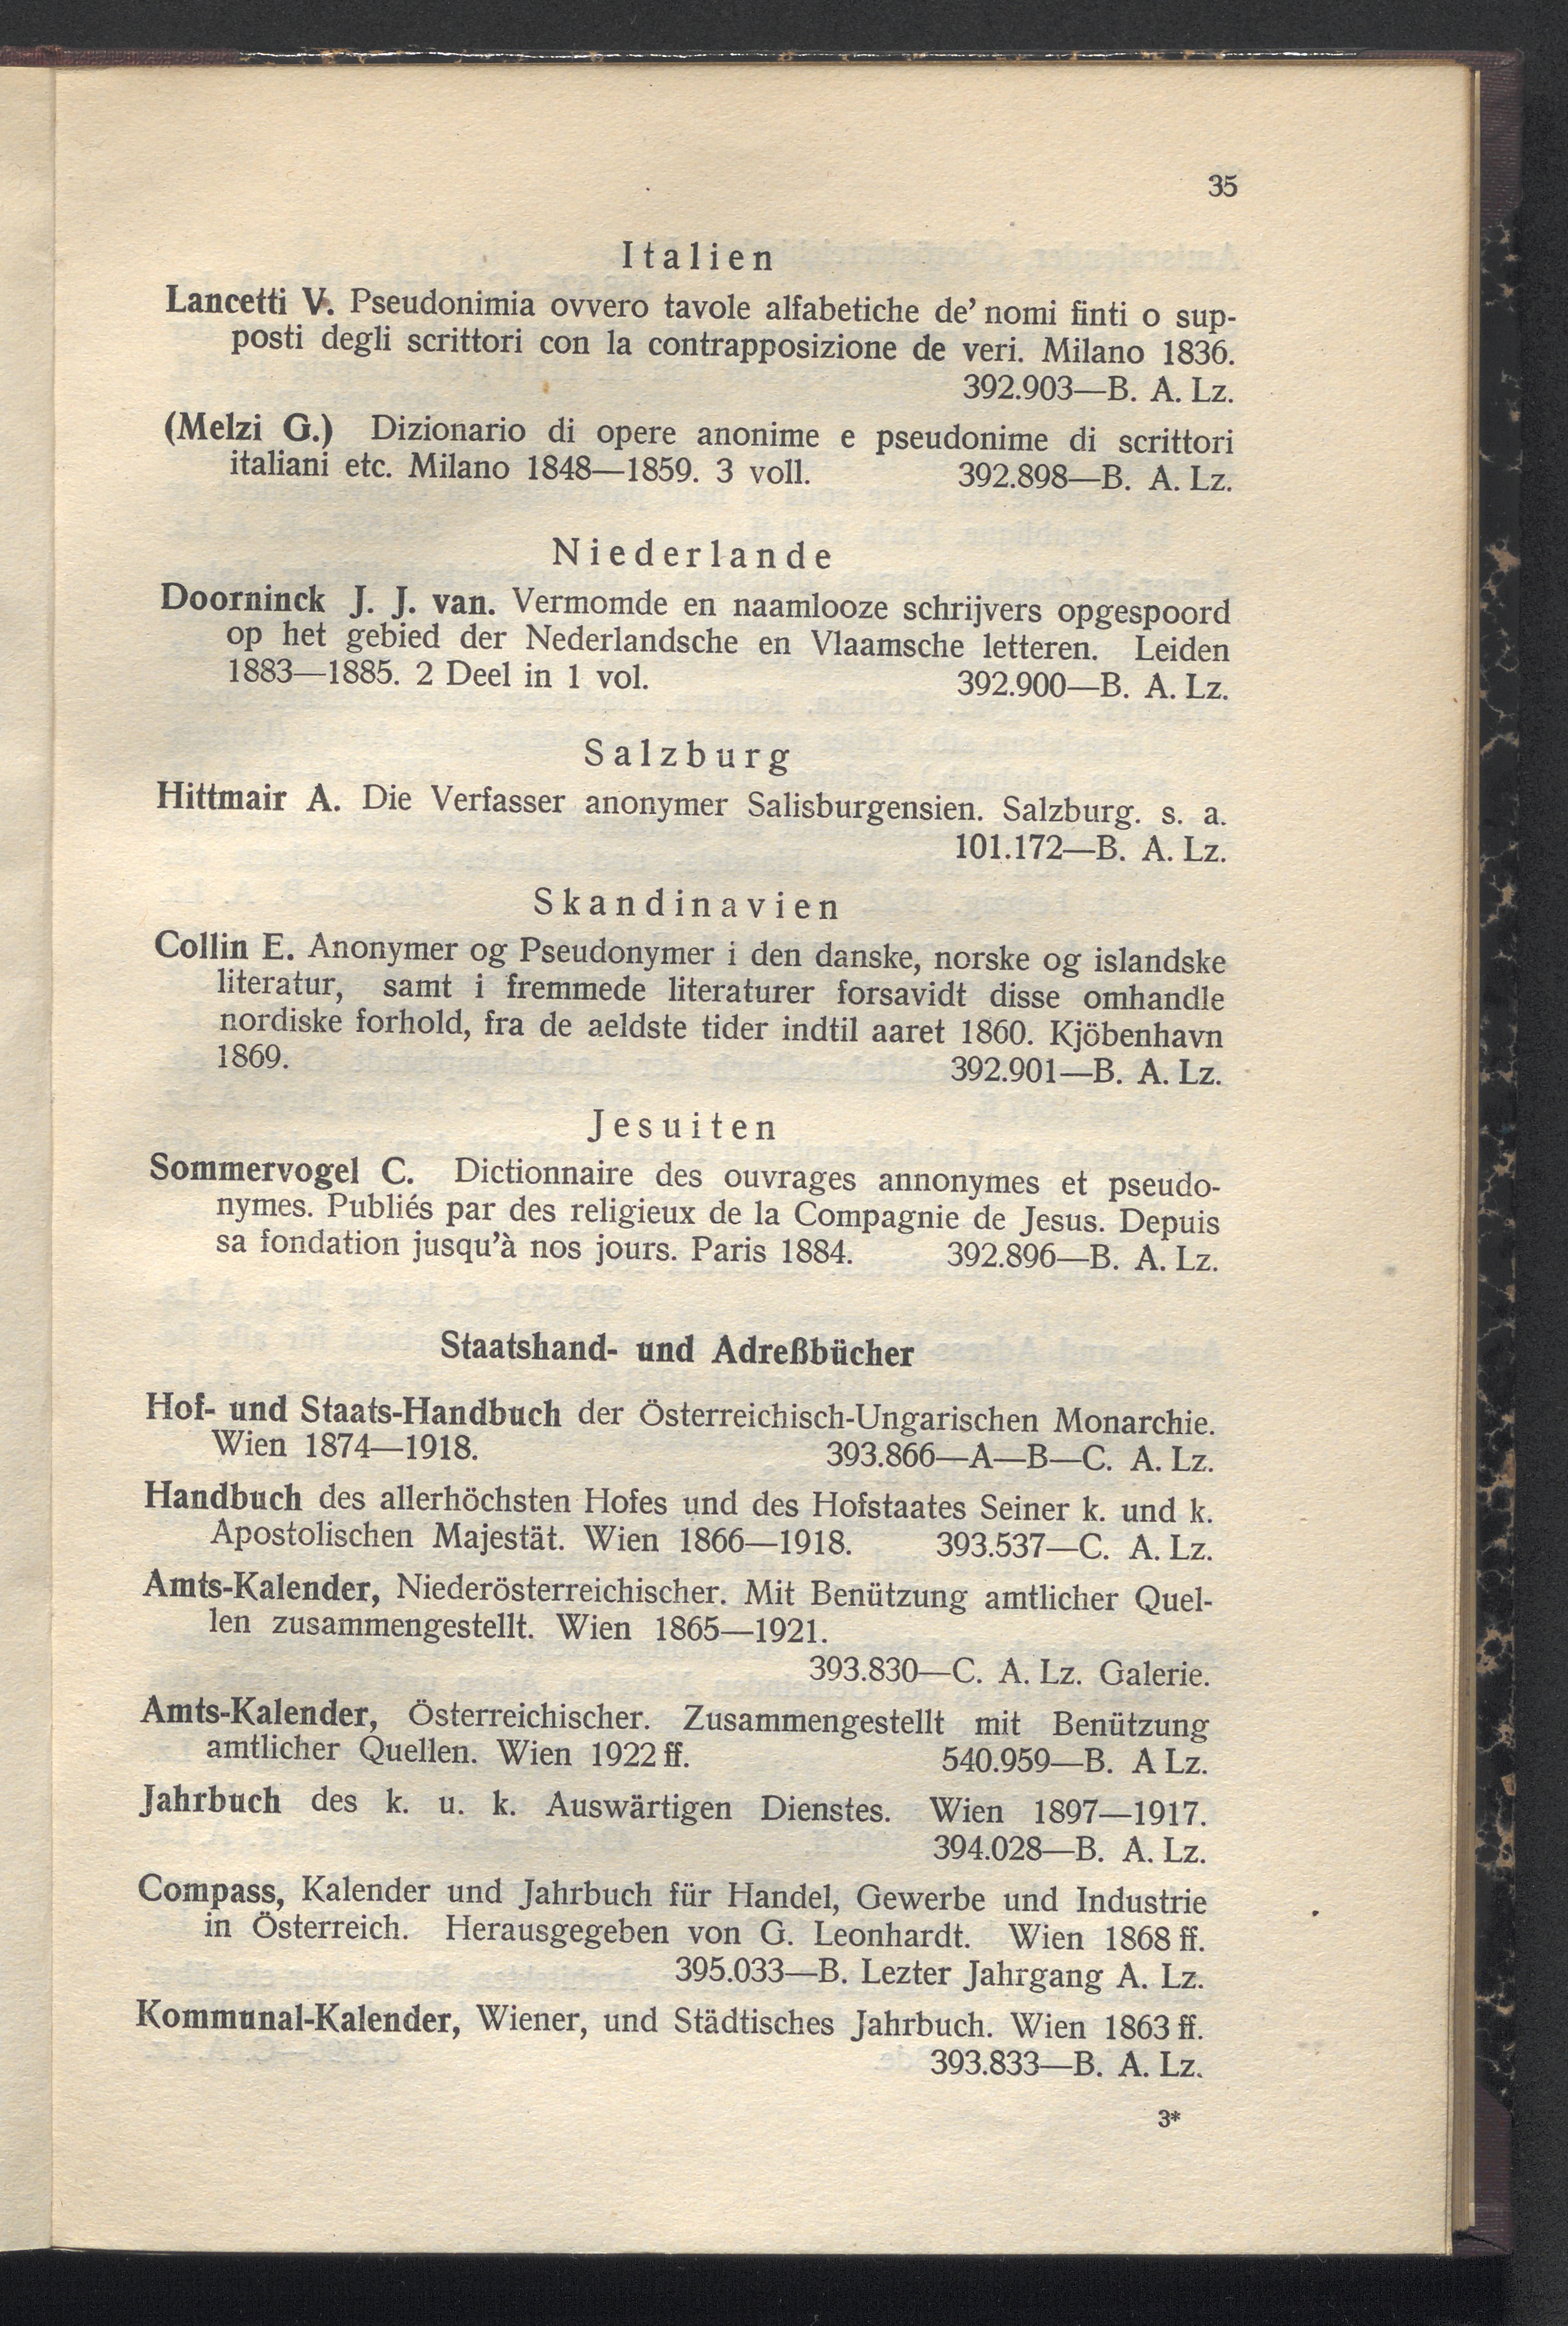 35
Italien
Lancetti V. Pseudonimia ovvero tavole alfabetiche de' nomi finti o sup-
posti degli scrittori con la contrapposizione de veri. Milano 1836.
392.903—B. A. Lz.
(Melzi G.) Dizionario di opere anonime e pseudonime di scrittori
italiani etc. Milano 1848—1859. 3 voll. 392.898—B. A. Lz.
Niederlande
Doorninck J. J. van. Vermomde en naamlooze schrijvers opgespoord
op het gebied der Nederlandsche en Vlaamsche letteren. Leiden
1883—1885. 2 Deel in 1 vol. 392.900—B. A. Lz.
Salzburg
Hittmair A. Die Verfasser anonymer Salisburgensien. Salzburg. s. a.
101.172—B. A. Lz.
Skandinavien
Collin E. Anonymer og Pseudonymer i den danske, norske og islandske
literatur, samt i fremmede literaturer forsavidt disse omhandle
nordiske forhold, fra de aeldste tider indtil aaret 1860. Kjöbenhavn
1869. 392.901—B. A. Lz.
Jesuiten
Sommervogel C. Dictionnaire des ouvrages annonymes et pseudo-
nymes. Publiés par des religieux de la Compagnie de Jesus. Depuis
sa fondation jusqu'à nos jours. Paris 1884. 392.896—B. A. Lz.
Staatshand- und Adreßbücher
Hof- und Staats-Handbuch der Österreichisch-Ungarischen Monarchie.
Wien 1874—1918. 393.866—A—B—C. A. Lz.
Handbuch des allerhöchsten Hofes und des Hofstaates Seiner k. und k.
Apostolischen Majestät. Wien 1866—1918. 393.537—C. A. Lz.
Amts-Kalender, Niederösterreichischer. Mit Benützung amtlicher Quel-
len zusammengestellt. Wien 1865—1921.
393.830—C. A. Lz. Galerie.
Amts-Kalender, Österreichischer. Zusammengestellt mit Benützung
amtlicher Quellen. Wien 1922 ff. 540.959—B. A Lz.
Jahrbuch des k. u. k. Auswärtigen Dienstes. Wien 1897—1917.
394.028—B. A. Lz.
Compass, Kalender und Jahrbuch für Handel, Gewerbe und Industrie
in Österreich. Herausgegeben von G. Leonhardt. Wien 1868 ff.
395.033—B. Lezter Jahrgang A. Lz.
Kommunal-Kalender, Wiener, und Städtisches Jahrbuch. Wien 1863 ff.
393.833—B. A. Lz.
3*